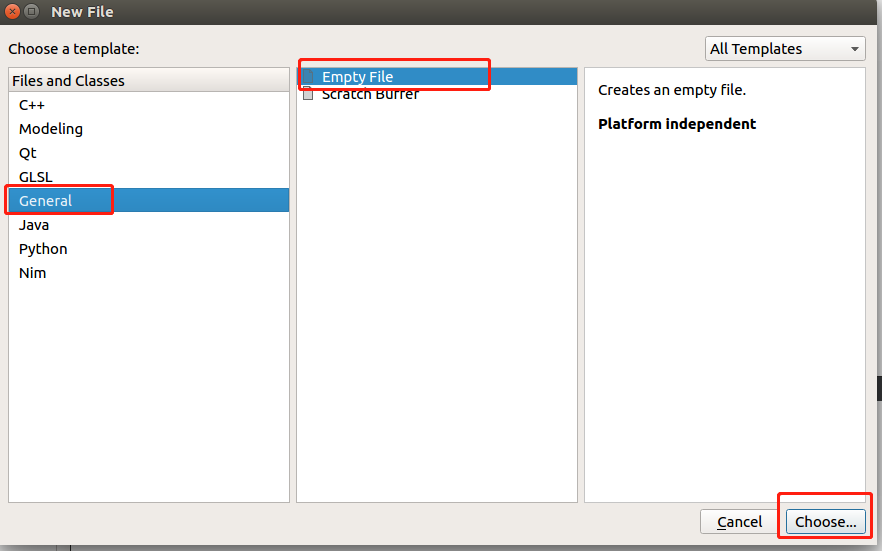 New File
Choose a template:
All Templates
Files and Classes
C++
Modeling
Qt
GLSL
General
Java
Python
Nim
Empty File
Scratch Buffer
Creates an empty file.
Platform independent
Cancel
Choose...